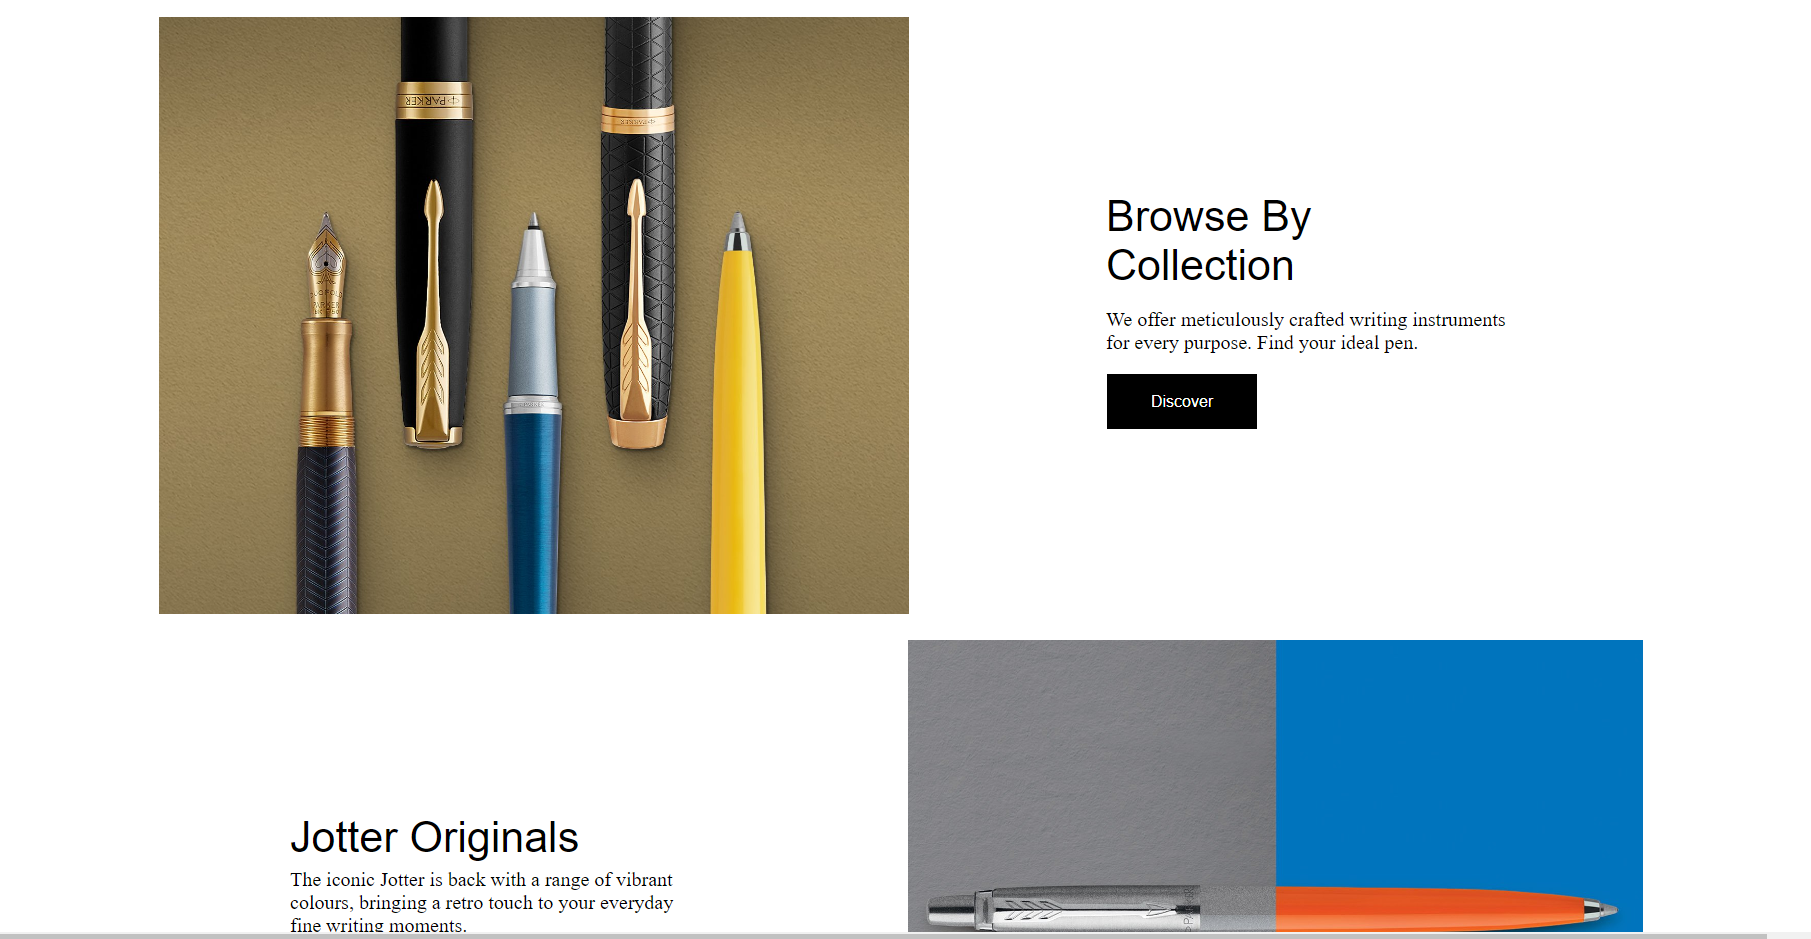 PARKER
PARKER
Browse By
Collection
We offer meticulously crafted writing instruments
for every purpose. Find your ideal pen.
Discover
Jotter Originals
The iconic Jotter is back with a range of vibrant
colours, bringing a retro touch to your everyday
fine writing moments.